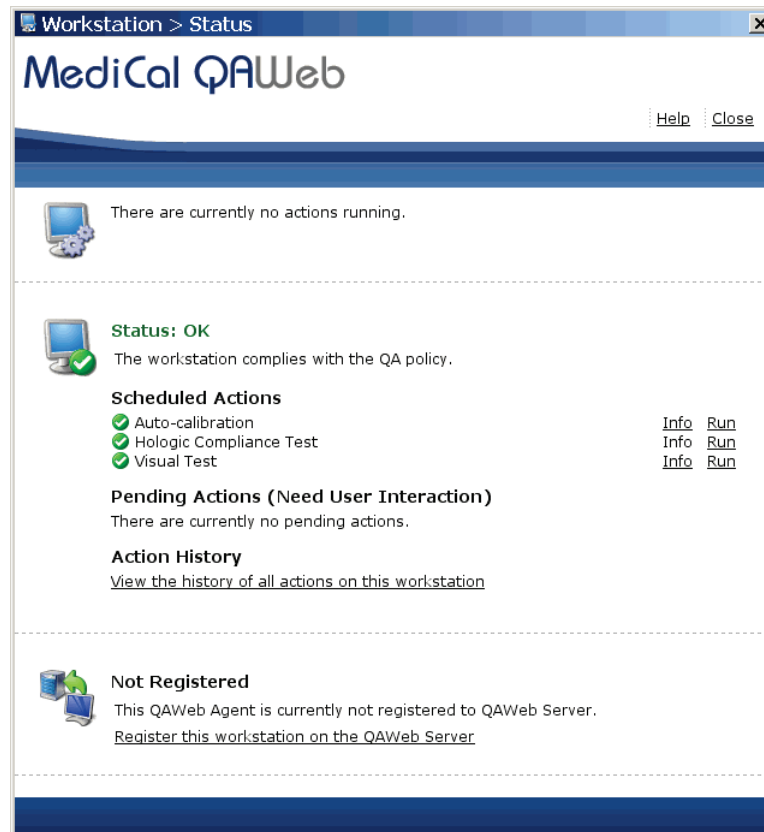 Workstation > Status
MediCal QAWeb
Help Close
There are currently no actions running.
Status: OK
The workstation complies with the QA policy.
Scheduled Actions
Auto-calibration Info Run
Hologic Compliance Test Info Run
Visual Test Info Run
Pending Actions (Need User Interaction)
There are currently no pending actions.
Action History
View the history of all actions on this workstation
Not Registered
This QAWeb Agent is currently not registered to QAWeb Server.
Register this workstation on the QAWeb Server